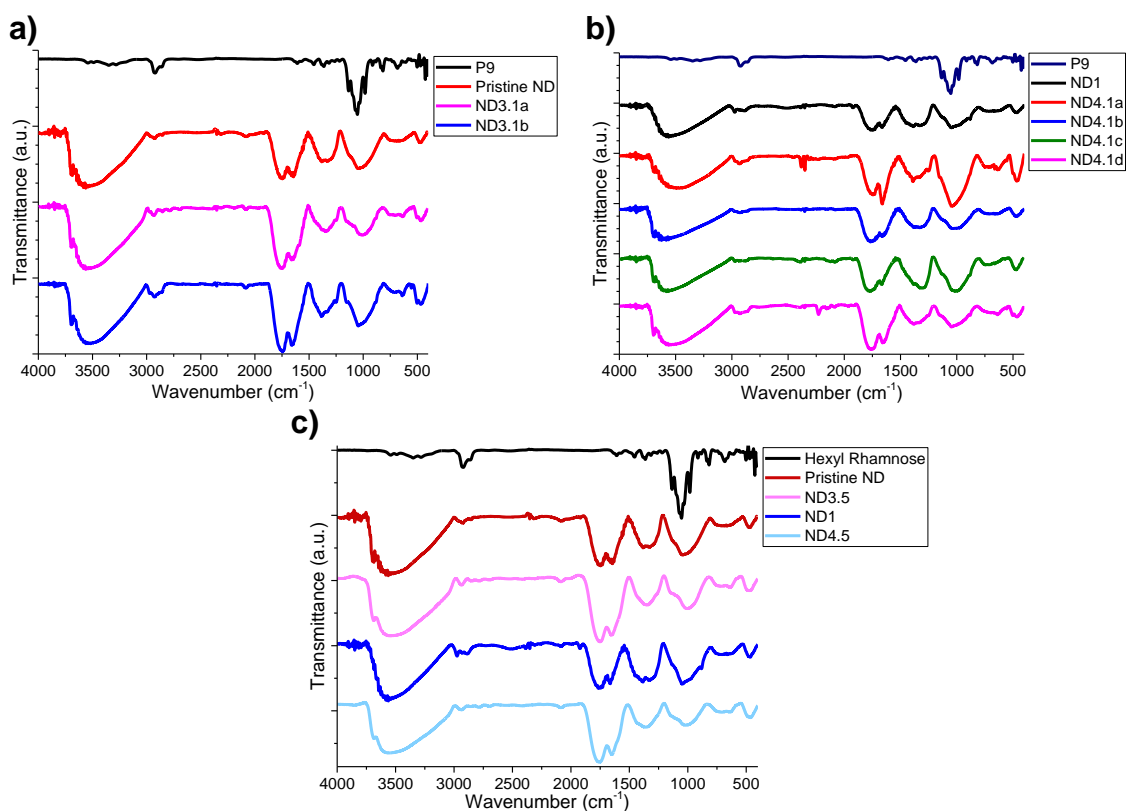 a)
P9
Pristine ND
ND3.1a
ND3.1b
Transmittance (a.u.)
4000 3500 3000 2500 2000 1500 1000 500
Wavenumber (cm⁻¹)
b)
P9
ND1
ND4.1a
ND4.1b
ND4.1c
ND4.1d
Transmittance (a.u.)
4000 3500 3000 2500 2000 1500 1000 500
Wavenumber (cm⁻¹)
c)
Hexyl Rhamnose
Pristine ND
ND3.5
ND1
ND4.5
Transmittance (a.u.)
4000 3500 3000 2500 2000 1500 1000 500
Wavenumber (cm⁻¹)